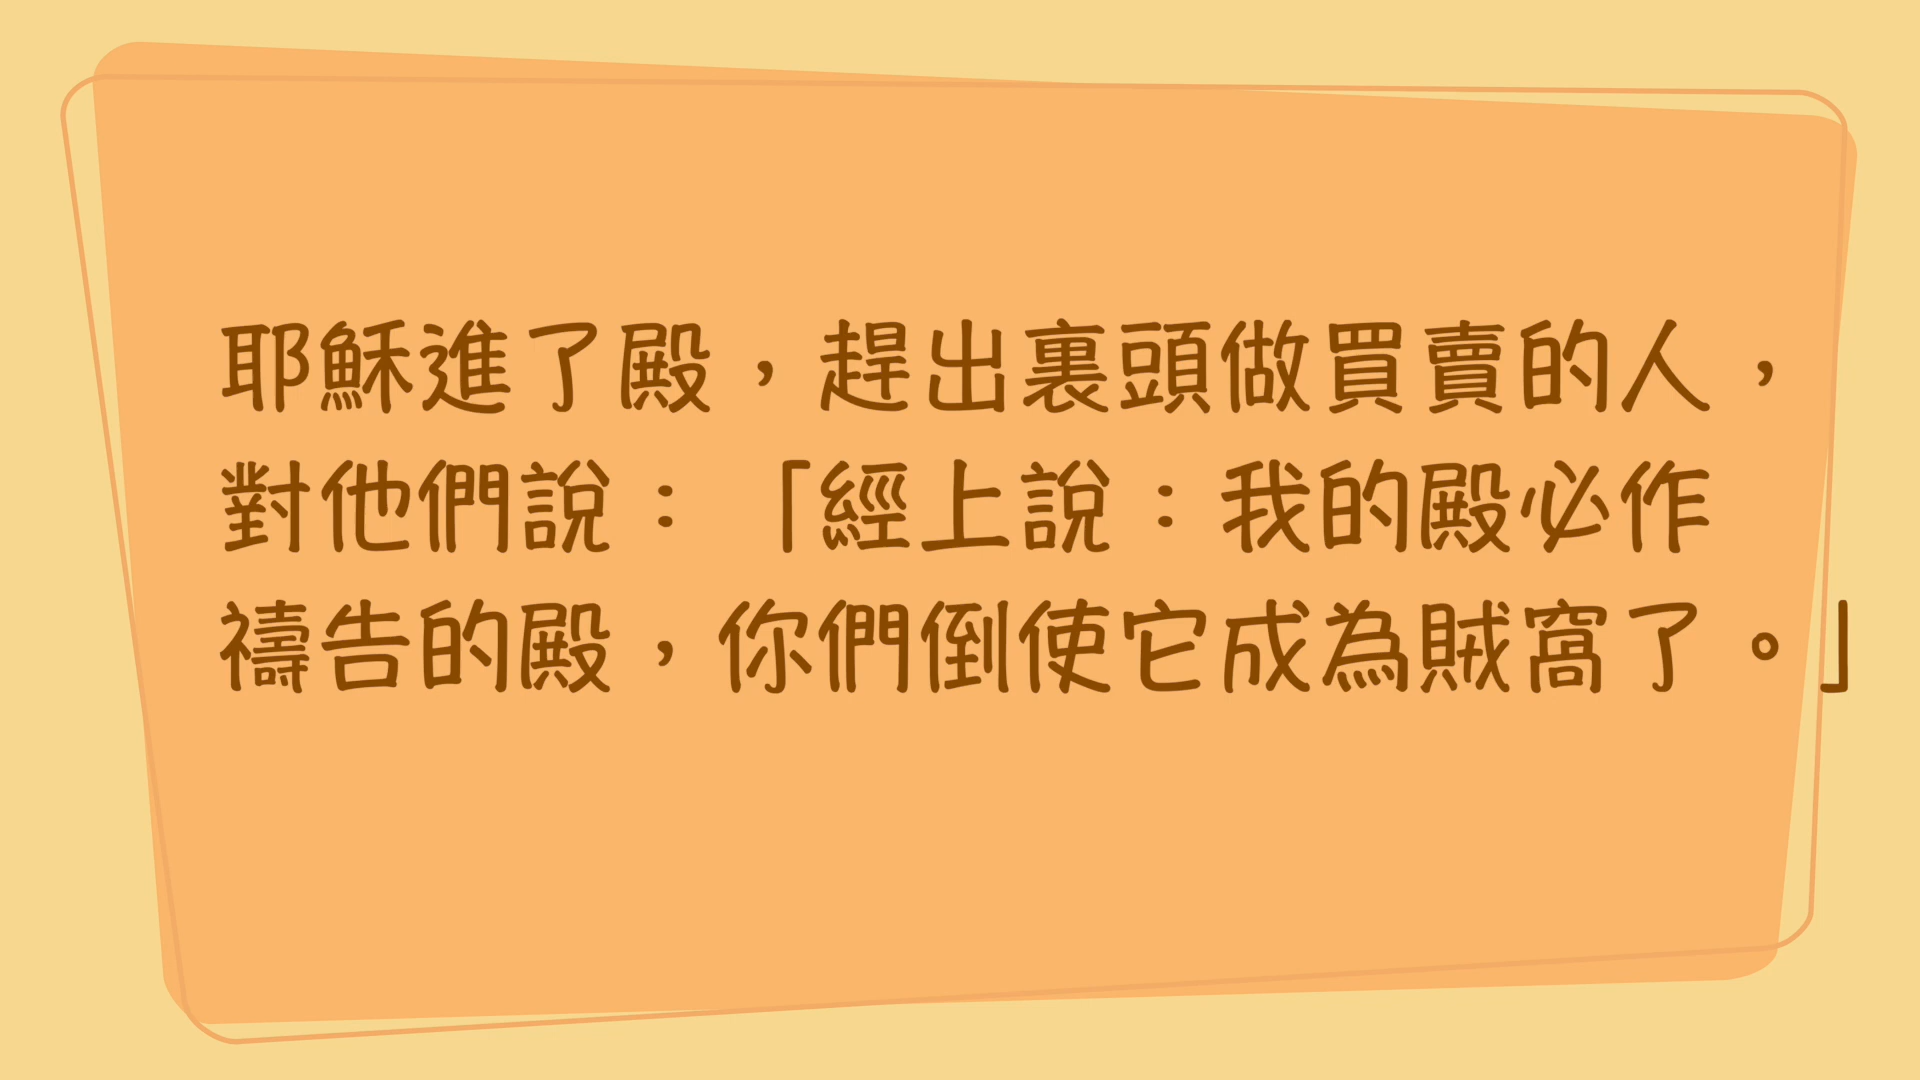 耶穌進了殿，趕出裏頭做買賣的人，
對他們說：「經上說：我的殿必作
禱告的殿，你們倒使它成為賊窩了。」